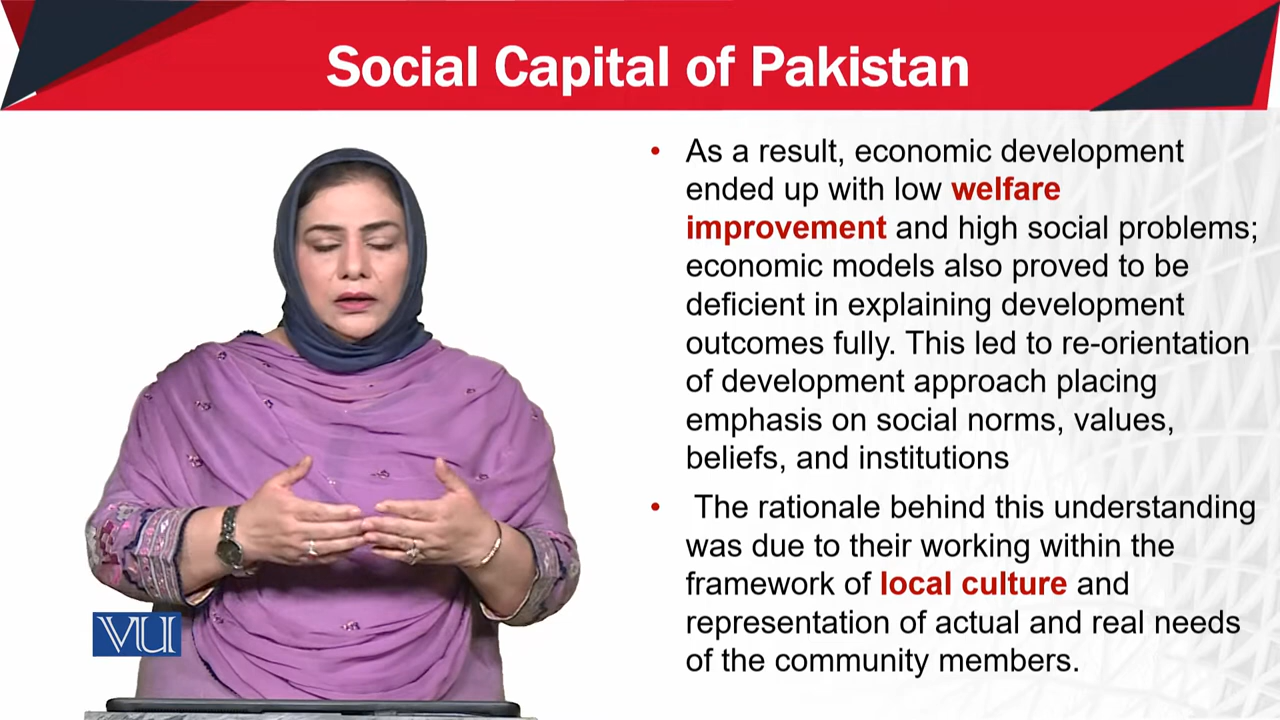 Social Capital of Pakistan
• As a result, economic development
ended up with low welfare
improvement and high social problems;
economic models also proved to be
deficient in explaining development
outcomes fully. This led to re-orientation
of development approach placing
emphasis on social norms, values,
beliefs, and institutions
• The rationale behind this understanding
was due to their working within the
framework of local culture and
representation of actual and real needs
of the community members.
VU